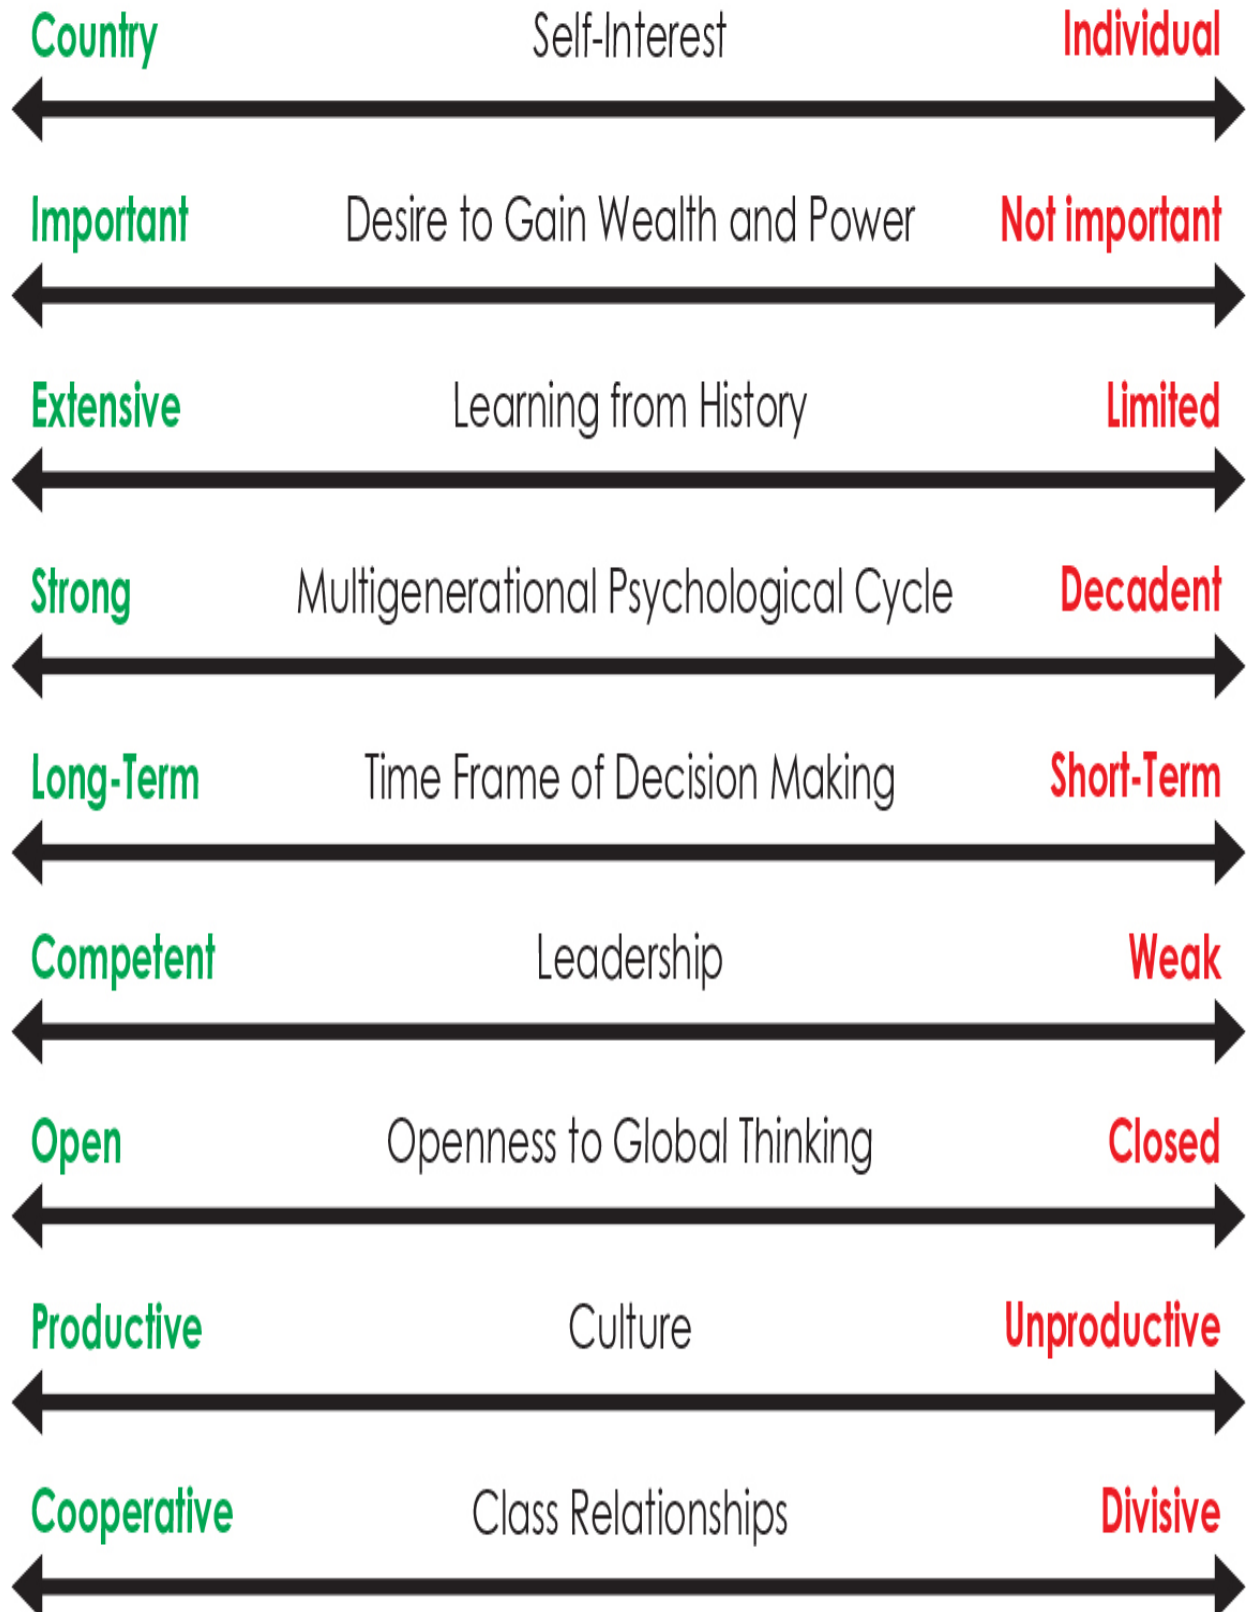 Country Self-Interest Individual
Important Desire to Gain Wealth and Power Not important
Extensive Learning from History Limited
Strong Multigenerational Psychological Cycle Decadent
Long-Term Time Frame of Decision Making Short-Term
Competent Leadership Weak
Open Openness to Global Thinking Closed
Productive Culture Unproductive
Cooperative Class Relationships Divisive